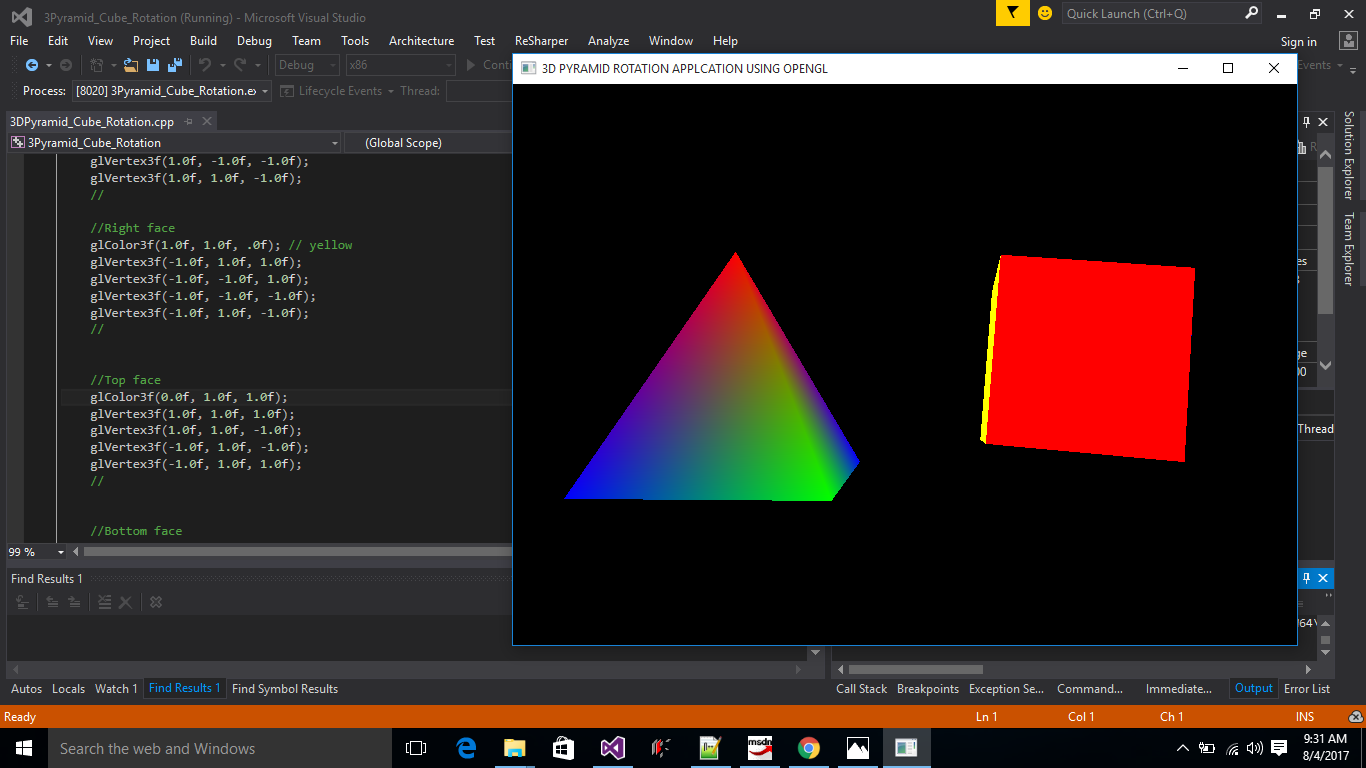 3Pyramid_Cube_Rotation (Running) - Microsoft Visual Studio
Quick Launch (Ctrl+Q)
File Edit View Project Build Debug Team Tools Architecture Test ReSharper Analyze Window Help
Sign in
Debug x86
Process: [8020] 3Pyramid_Cube_Rotation.e Lifecycle Events Thread:
3D PYRAMID ROTATION APPLCATION USING OPENGL
3DPyramid_Cube_Rotation.cpp
3Pyramid_Cube_Rotation (Global Scope)
glVertex3f(1.0f, -1.0f, -1.0f);
glVertex3f(1.0f, 1.0f, -1.0f);
//
//Right face
glColor3f(1.0f, 1.0f, .0f); // yellow
glVertex3f(-1.0f, 1.0f, 1.0f);
glVertex3f(-1.0f, -1.0f, 1.0f);
glVertex3f(-1.0f, -1.0f, -1.0f);
glVertex3f(-1.0f, 1.0f, -1.0f);
//
//Top face
glColor3f(0.0f, 1.0f, 1.0f);
glVertex3f(1.0f, 1.0f, 1.0f);
glVertex3f(1.0f, 1.0f, -1.0f);
glVertex3f(-1.0f, 1.0f, -1.0f);
glVertex3f(-1.0f, 1.0f, 1.0f);
//
//Bottom face
99 %
Solution Explorer
Team Explorer
Thread
Find Results 1
Autos Locals Watch 1 Find Results 1 Find Symbol Results
Call Stack Breakpoints Exception Se... Command... Immediate... Output Error List
Ready
Ln 1 Col 1 Ch 1 INS
Search the web and Windows
msdn
9:31 AM
8/4/2017